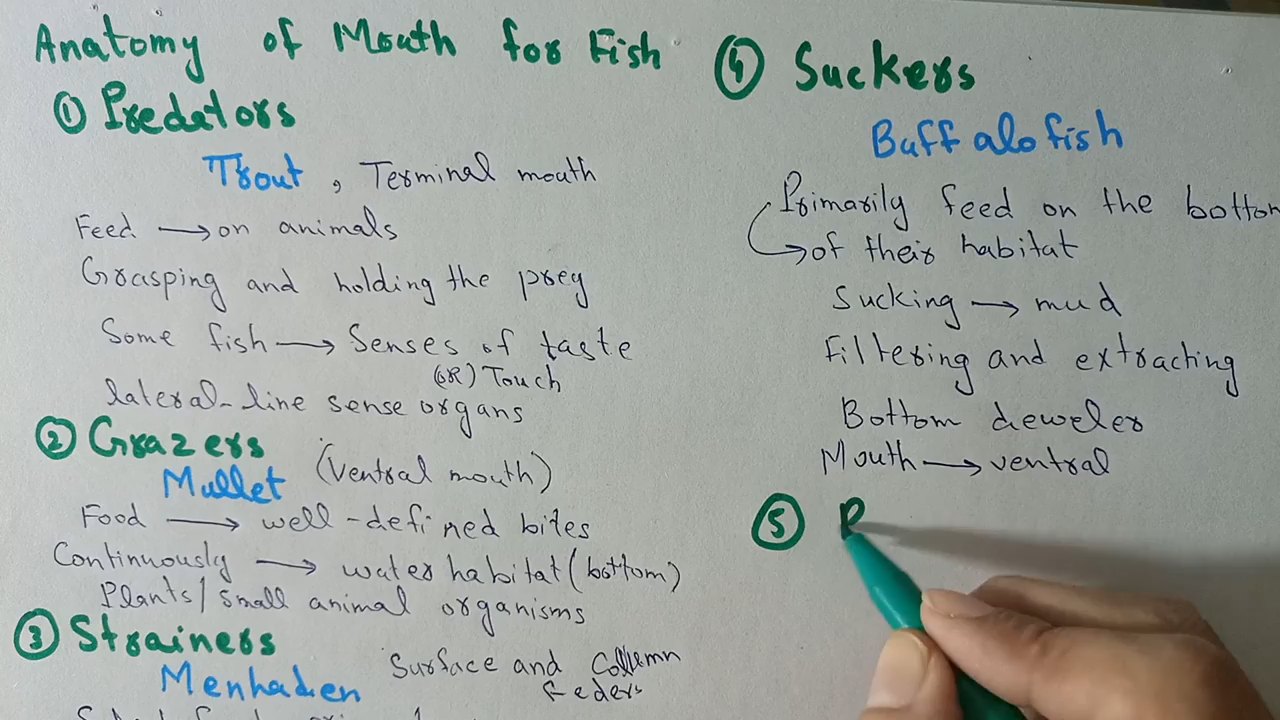 Anatomy of Mouth for Fish
① Predators
Trout, Terminal mouth
Feed → on animals
Grasping and holding the prey
Some fish → Senses of taste
(OR) Touch
lateral-line sense organs
② Grazers
(Ventral mouth)
Mullet
Food → well-defined bites
Continuously → water habitat (bottom)
Plants/small animal organisms
③ Strainers
Surface and Column
Menhaden
feders
④ Suckers
Buffalofish
Primarily feed on the bottom
→ of their habitat
Sucking → mud
Filtering and extracting
Bottom deweler
Mouth → ventral
⑤ P